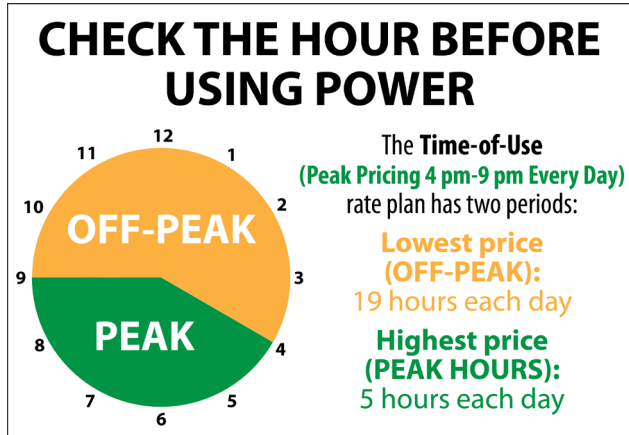 CHECK THE HOUR BEFORE
USING POWER
12
1
2
3
4
5
6
7
8
9
10
11
OFF-PEAK
PEAK
The Time-of-Use
(Peak Pricing 4 pm-9 pm Every Day)
rate plan has two periods:
Lowest price
(OFF-PEAK):
19 hours each day
Highest price
(PEAK HOURS):
5 hours each day